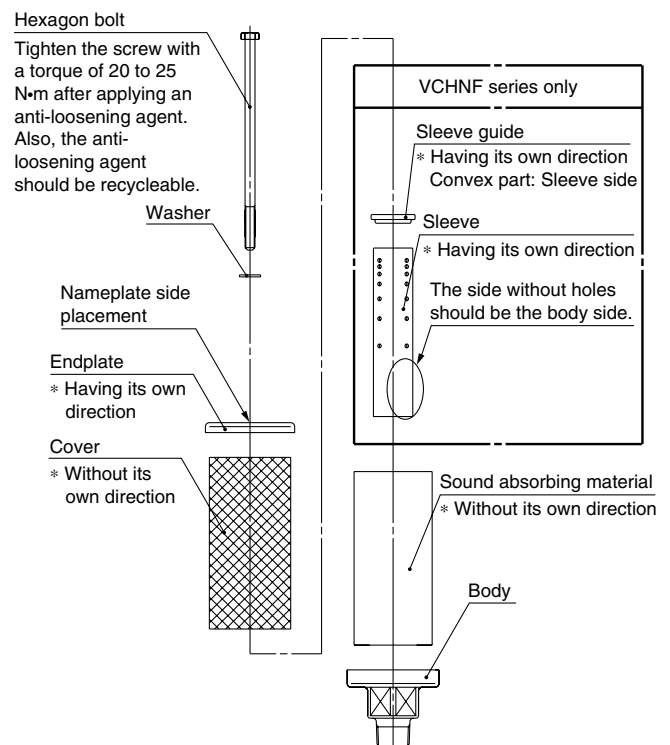 Hexagon bolt
Tighten the screw with
a torque of 20 to 25
N•m after applying an
anti-loosening agent.
Also, the anti-
loosening agent
should be recycleable.
Washer
Nameplate side
placement
Endplate
* Having its own
direction
Cover
* Without its
own direction
VCHNF series only
Sleeve guide
* Having its own direction
Convex part: Sleeve side
Sleeve
* Having its own direction
The side without holes
should be the body side.
Sound absorbing material
* Without its own direction
Body